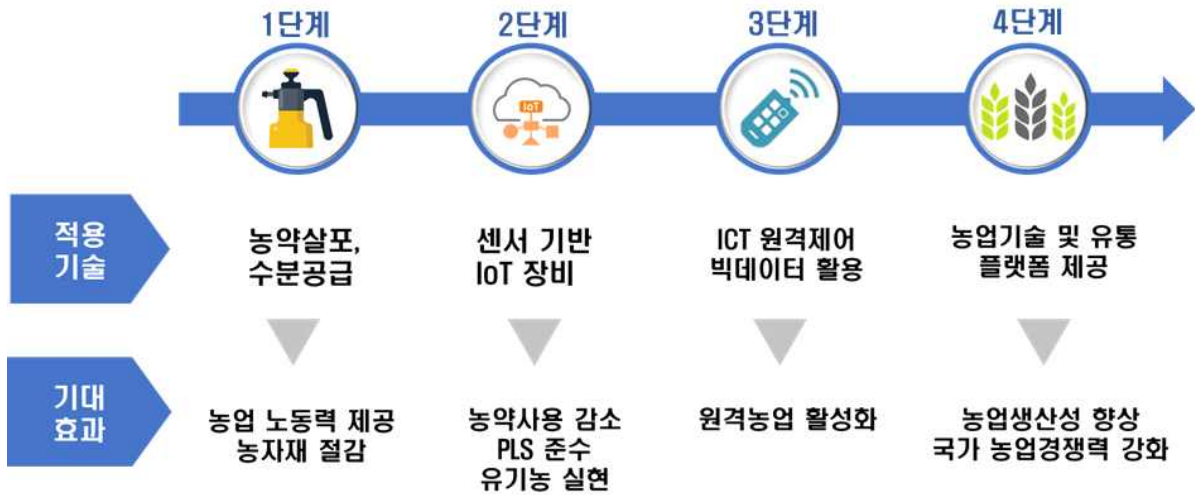 1단계
2단계
3단계
4단계
IoT
적용
기술
농약살포,
수분공급
센서 기반
IoT 장비
ICT 원격제어
빅데이터 활용
농업기술 및 유통
플랫폼 제공
기대
효과
농업 노동력 제공
농자재 절감
농약사용 감소
PLS 준수
유기농 실현
원격농업 활성화
농업생산성 향상
국가 농업경쟁력 강화